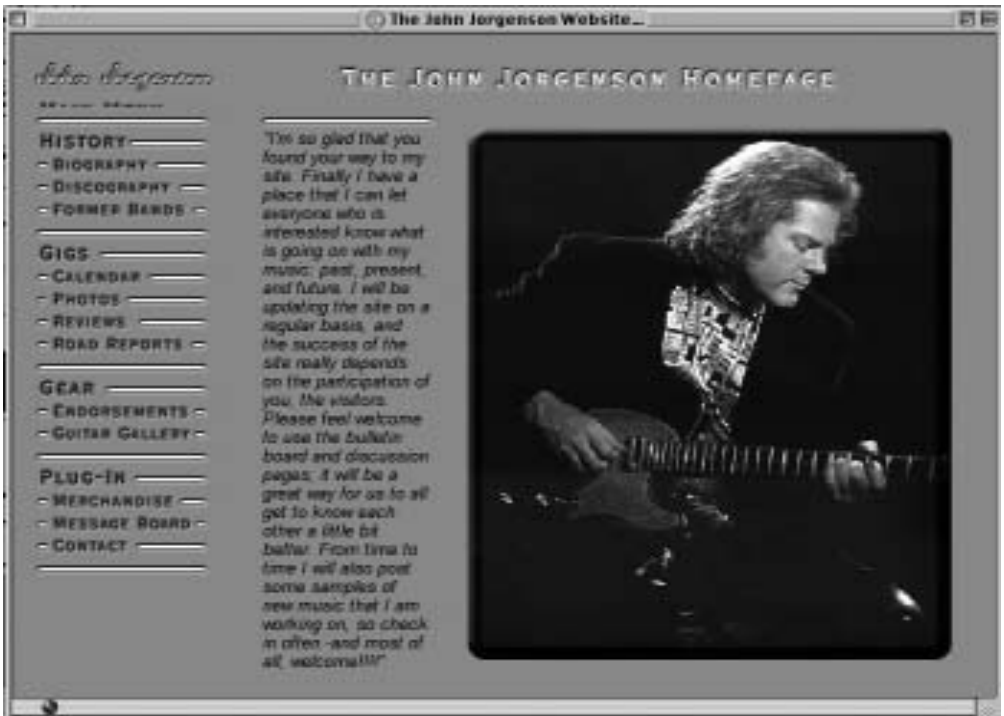 The John Jorgenson Website...
John Jorgenson
THE JOHN JORGENSON HOMEPAGE
MAIN MENU
HISTORY
BIOGRAPHY
DISCOGRAPHY
FORMER BANDS
GIGS
CALENDAR
PHOTOS
REVIEWS
ROAD REPORTS
GEAR
ENDORSEMENTS
GUITAR GALLERY
PLUG-IN
MERCHANDISE
MESSAGE BOARD
CONTACT
"I'm so glad that you
found your way to my
site. Finally I have a
place that I can let
everyone who is
interested know what
is going on with my
music: past, present,
and future. I will be
updating the site on a
regular basis, and
the success of the
site really depends
on the participation of
you, the visitors.
Please feel welcome
to use the bulletin
board and discussion
pages; it will be a
great way for us to all
get to know each
other a little bit
better. From time to
time I will also post
some samples of
new music that I am
working on, so check
in often -and most of
all, welcome!!!!"